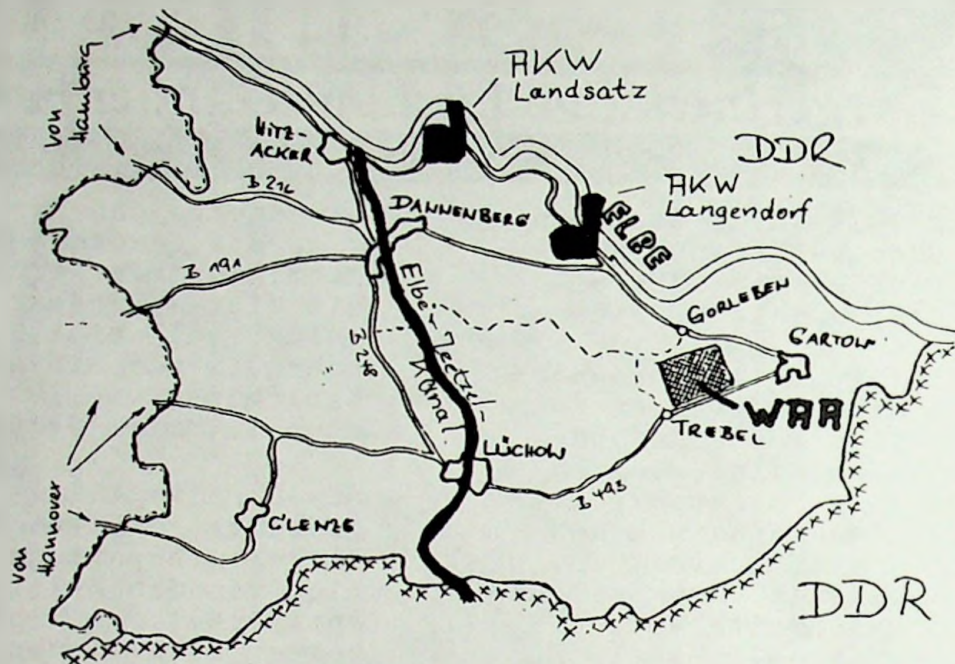 von
Hamburg
AKW
Landsatz
HITZ-
ACKER
DDR
B 216
DANNENBERG
AKW
Langendorf
ELBE
B 191
Elbe-Jeetzel-
Kanal
B 248
GORLEBEN
GARTOW
WAA
TREBEL
LÜCHOW
B 493
CLENZE
von
Hannover
DDR